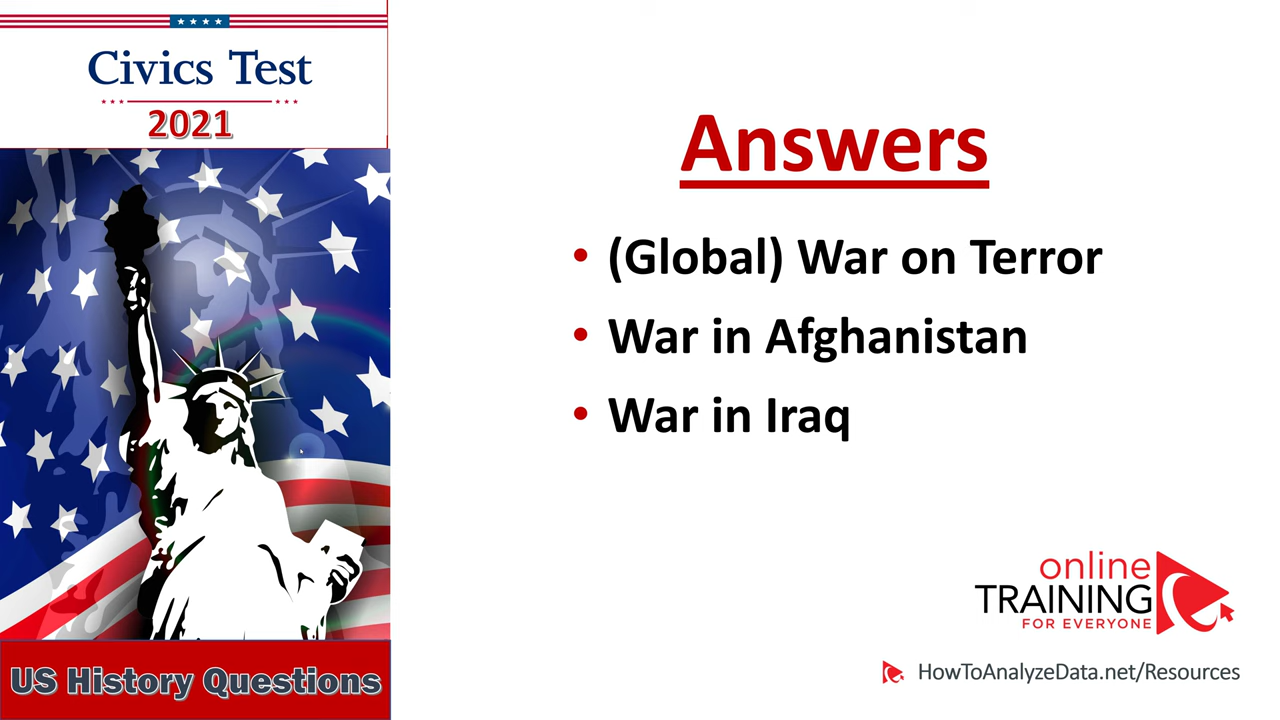 Civics Test
2021
US History Questions
Answers
• (Global) War on Terror
• War in Afghanistan
• War in Iraq
online
TRAINING
FOR EVERYONE
HowToAnalyzeData.net/Resources